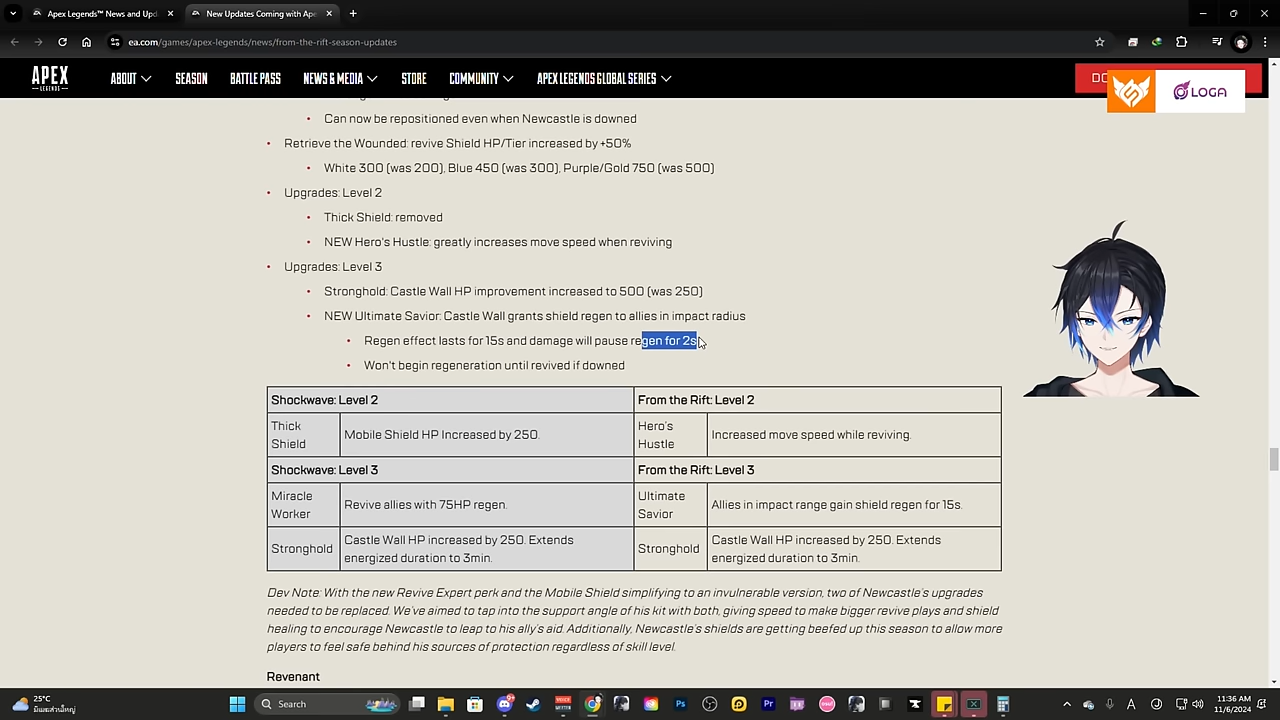 Apex Legends™ News and Upd
New Updates Coming with Ape
ea.com/games/apex-legends/news/from-the-rift-season-updates
APEX
LEGENDS
ABOUT
SEASON
BATTLE PASS
NEWS & MEDIA
STORE
COMMUNITY
APEX LEGENDS GLOBAL SERIES
LOGA
Can now be repositioned even when Newcastle is downed
Retrieve the Wounded: revive Shield HP/Tier increased by +50%
White 300 (was 200), Blue 450 (was 300), Purple/Gold 750 (was 500)
Upgrades: Level 2
Thick Shield: removed
NEW Hero's Hustle: greatly increases move speed when reviving
Upgrades: Level 3
Stronghold: Castle Wall HP improvement increased to 500 (was 250)
NEW Ultimate Savior: Castle Wall grants shield regen to allies in impact radius
Regen effect lasts for 15s and damage will pause regen for 2s
Won't begin regeneration until revived if downed
Shockwave: Level 2
From the Rift: Level 2
Thick
Shield
Mobile Shield HP Increased by 250.
Hero's
Hustle
Increased move speed while reviving.
Shockwave: Level 3
From the Rift: Level 3
Miracle
Worker
Revive allies with 75HP regen.
Ultimate
Savior
Allies in impact range gain shield regen for 15s.
Stronghold
Castle Wall HP increased by 250. Extends
energized duration to 3min.
Stronghold
Castle Wall HP increased by 250. Extends
energized duration to 3min.
Dev Note: With the new Revive Expert perk and the Mobile Shield simplifying to an invulnerable version, two of Newcastle's upgrades
needed to be replaced. We've aimed to tap into the support angle of his kit with both, giving speed to make bigger revive plays and shield
healing to encourage Newcastle to leap to his ally's aid. Additionally, Newcastle's shields are getting beefed up this season to allow more
players to feel safe behind his sources of protection regardless of skill level.
Revenant
25°C
Search
11:36 AM
11/6/2024